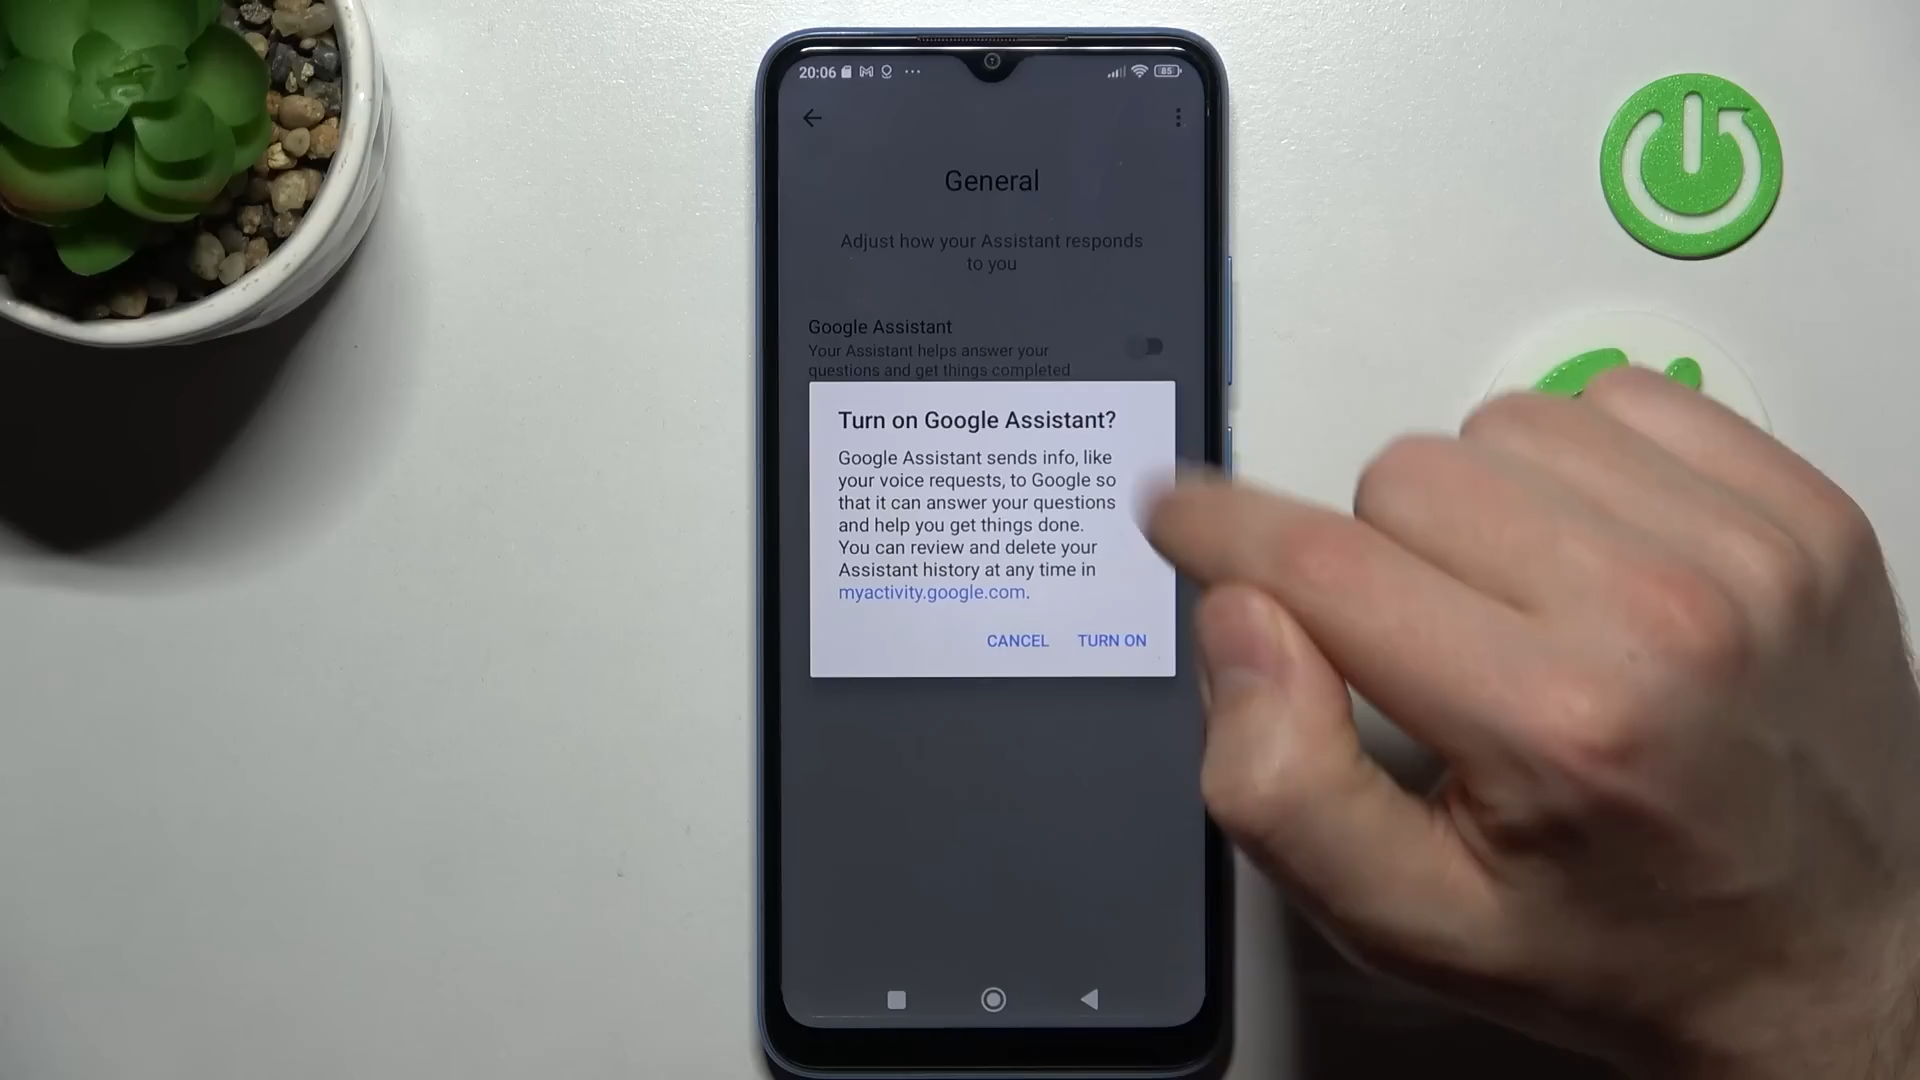 20:06
85
General
Adjust how your Assistant responds
to you
Google Assistant
Your Assistant helps answer your
questions and get things completed
Turn on Google Assistant?
Google Assistant sends info, like
your voice requests, to Google so
that it can answer your questions
and help you get things done.
You can review and delete your
Assistant history at any time in
myactivity.google.com.
CANCEL TURN ON